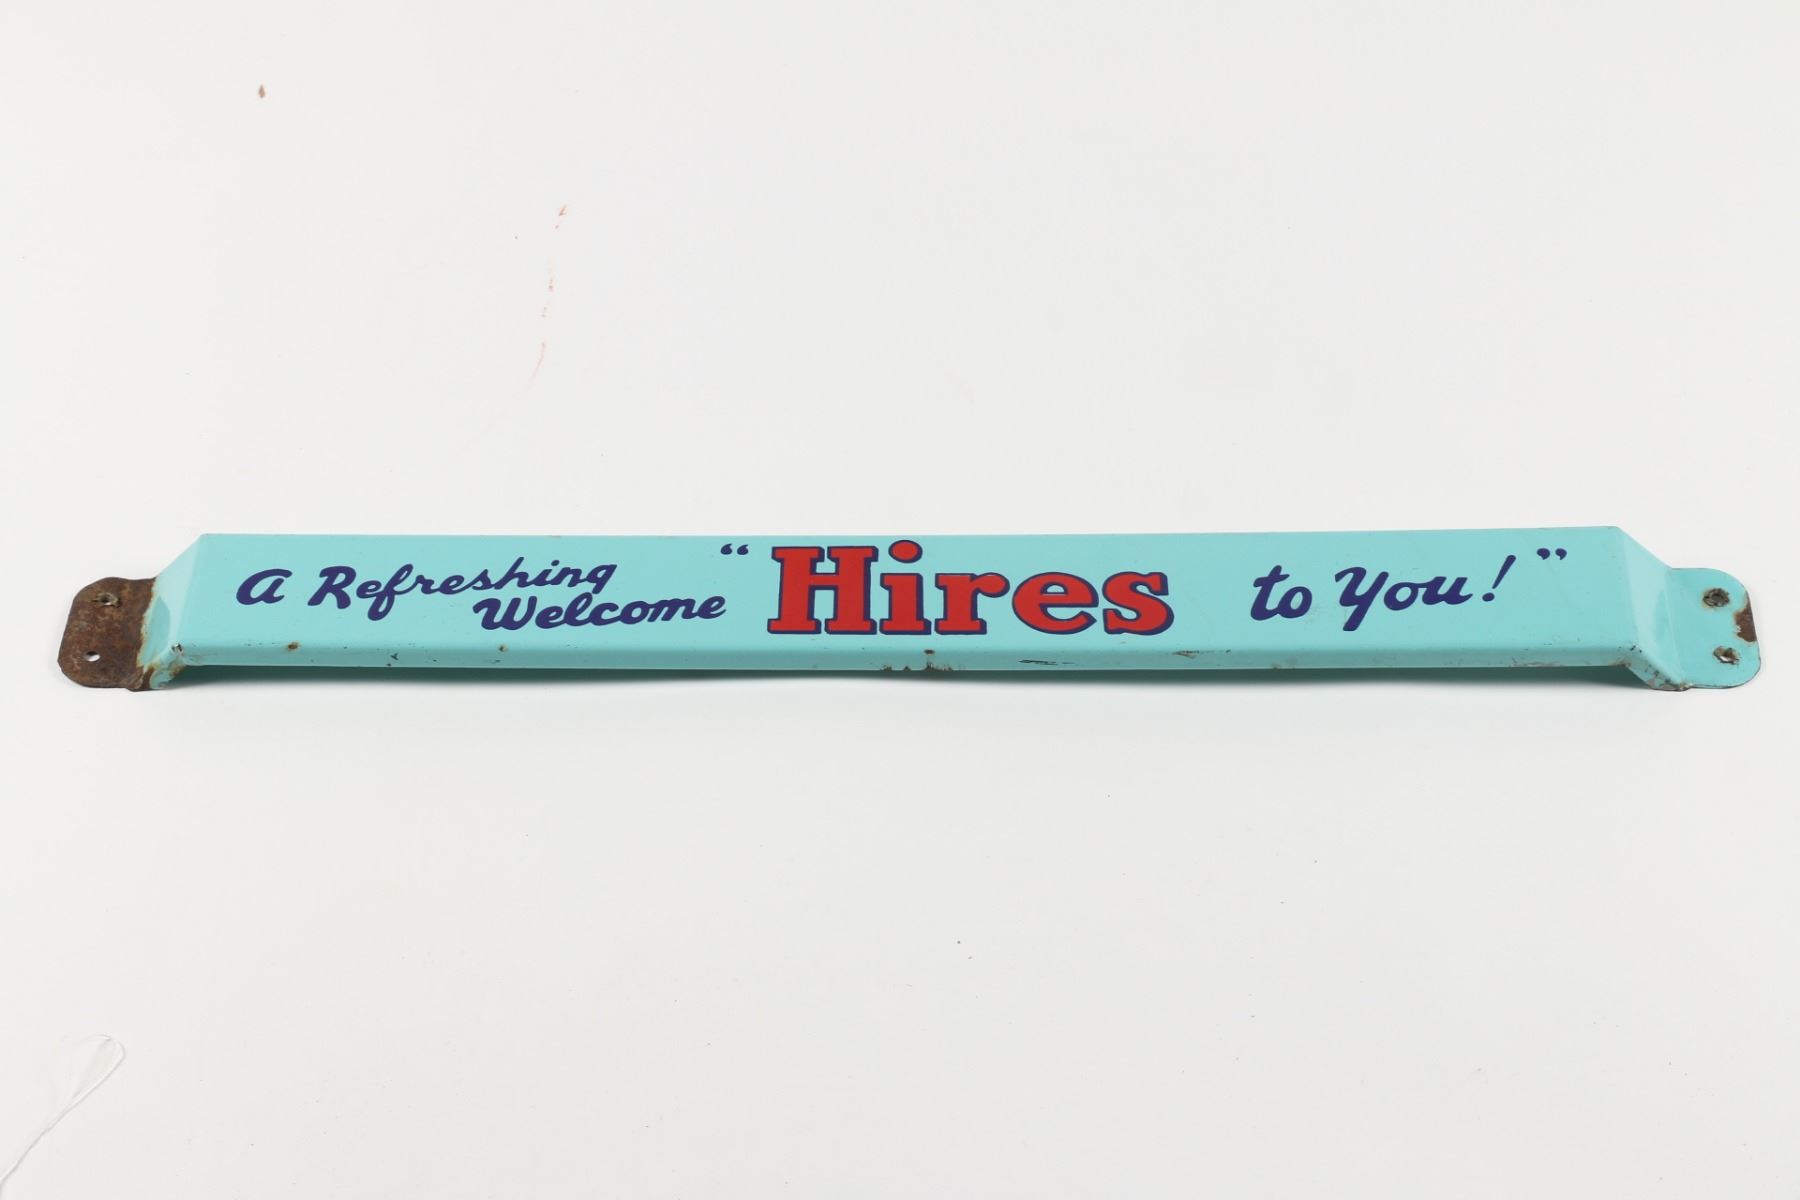 A Refreshing
Welcome “Hires to You!”